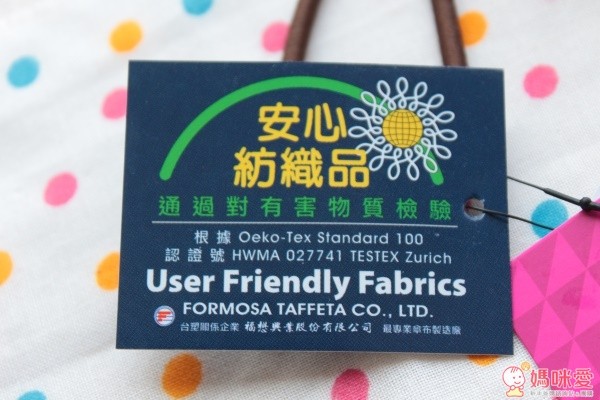 安心
紡織品
通過對有害物質檢驗
根據 Oeko-Tex Standard 100
認證號 HWMA 027741 TESTEX Zurich
User Friendly Fabrics
FORMOSA TAFFETA CO., LTD.
台塑關係企業 福懋興業股份有限公司 最專業傘布製造廠
媽咪愛